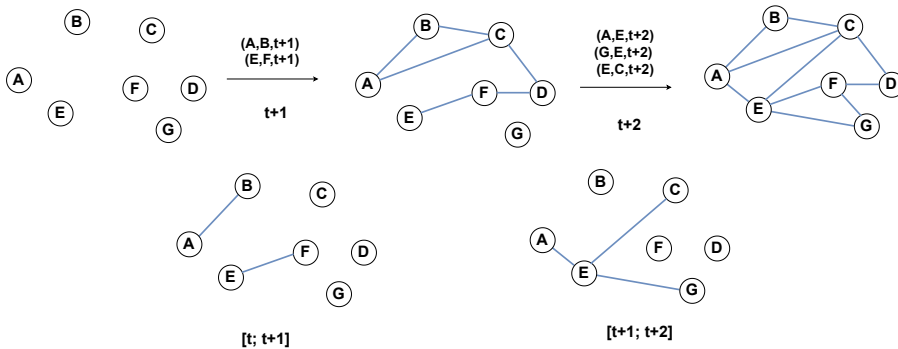 B
C
A
F
D
E
G
(A,B,t+1)
(E,F,t+1)
t+1
B
C
A
F
D
E
G
(A,E,t+2)
(G,E,t+2)
(E,C,t+2)
t+2
B
C
A
F
D
E
G
B
C
A
F
D
E
G
[t; t+1]
B
C
A
F
D
E
G
[t+1; t+2]